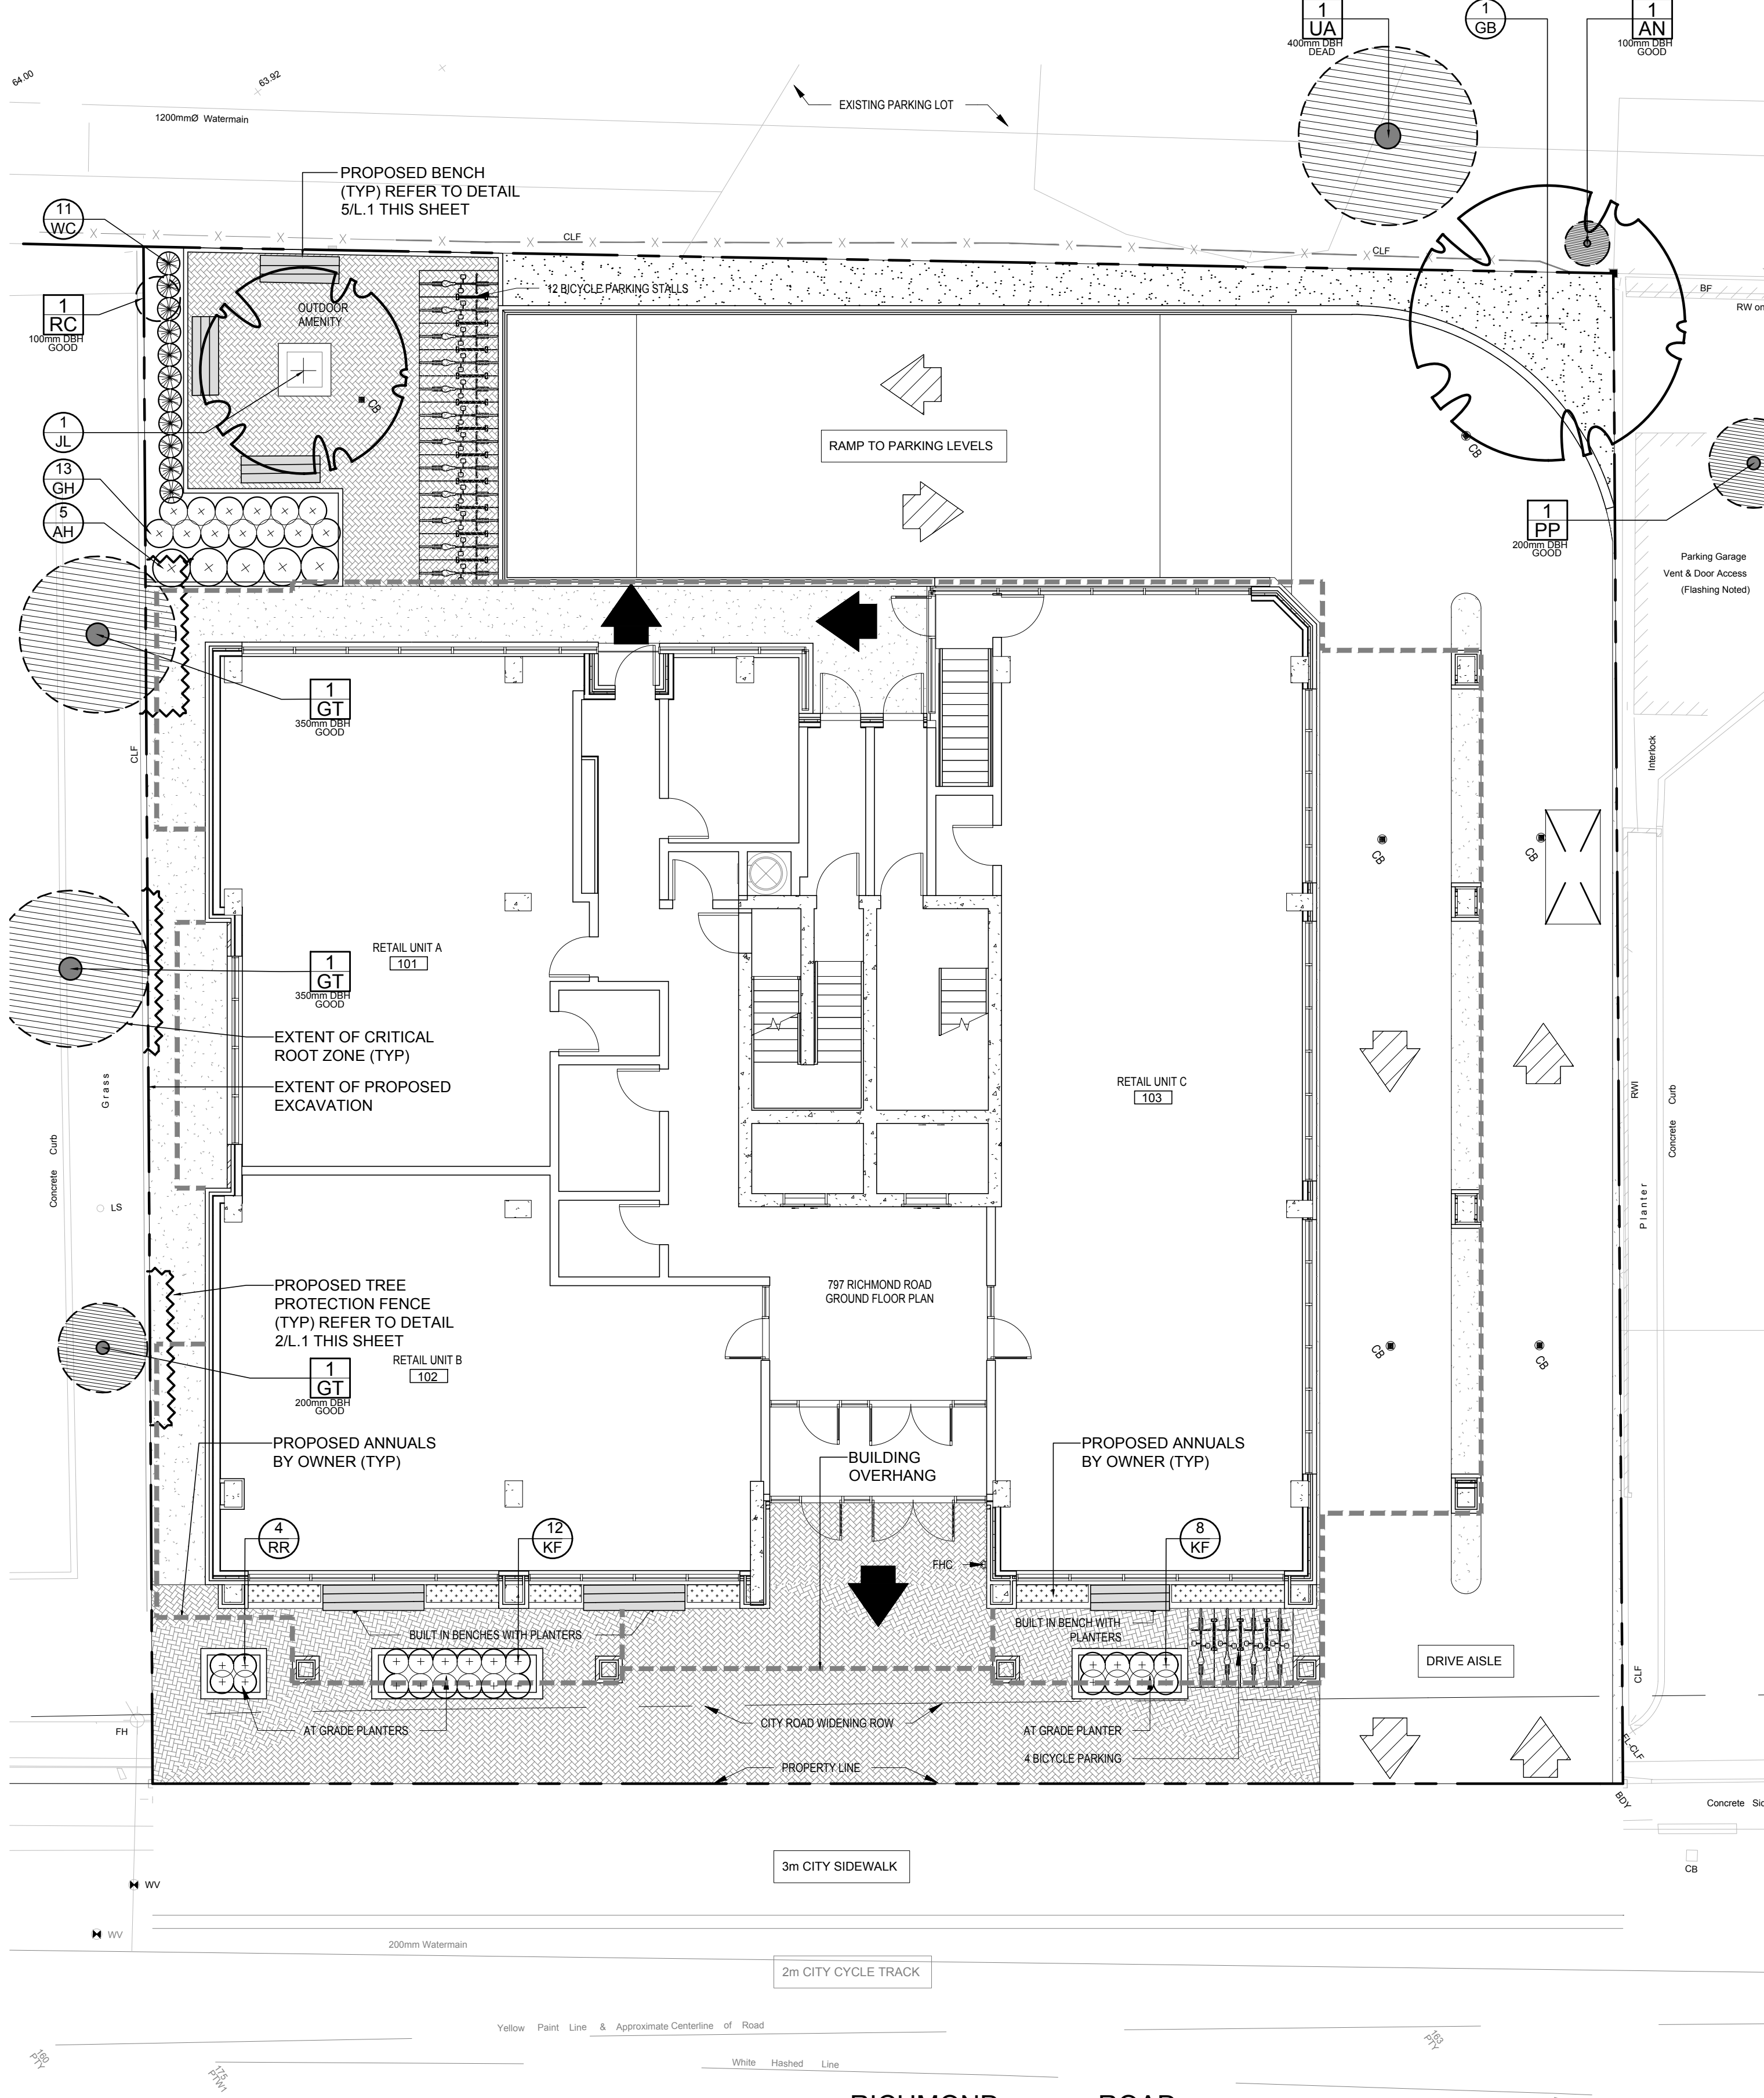 1
UA
400mm DBH
DEAD
1
GB
1
AN
100mm DBH
GOOD
64.00
63.92
1200mmØ Watermain
EXISTING PARKING LOT
PROPOSED BENCH
(TYP) REFER TO DETAIL
5/L.1 THIS SHEET
11
WC
CLF
CLF
12 BICYCLE PARKING STALLS
OUTDOOR
AMENITY
1
RC
100mm DBH
GOOD
BF
CB
RAMP TO PARKING LEVELS
CB
1
JL
13
GH
5
AH
1
PP
200mm DBH
GOOD
Parking Garage
Vent & Door Access
(Flashing Noted)
1
GT
350mm DBH
GOOD
CLF
Interlock
CB
CB
RETAIL UNIT A
101
1
GT
350mm DBH
GOOD
EXTENT OF CRITICAL
ROOT ZONE (TYP)
EXTENT OF PROPOSED
EXCAVATION
Grass
Concrete Curb
LS
RETAIL UNIT C
103
RWI
Concrete Curb
Planter
PROPOSED TREE
PROTECTION FENCE
(TYP) REFER TO DETAIL
2/L.1 THIS SHEET
797 RICHMOND ROAD
GROUND FLOOR PLAN
RETAIL UNIT B
102
1
GT
200mm DBH
GOOD
CB
CB
PROPOSED ANNUALS
BY OWNER (TYP)
BUILDING
OVERHANG
PROPOSED ANNUALS
BY OWNER (TYP)
4
RR
12
KF
8
KF
FHC
BUILT IN BENCHES WITH PLANTERS
BUILT IN BENCH WITH
PLANTERS
DRIVE AISLE
CLF
FH
AT GRADE PLANTERS
CITY ROAD WIDENING ROW
AT GRADE PLANTER
4 BICYCLE PARKING
PROPERTY LINE
BDY
3m CITY SIDEWALK
CB
WV
WV
200mm Watermain
2m CITY CYCLE TRACK
Yellow Paint Line & Approximate Centerline of Road
White Hashed Line
160
PTY
175
PTW1
163
PTY
RICHMOND ROAD